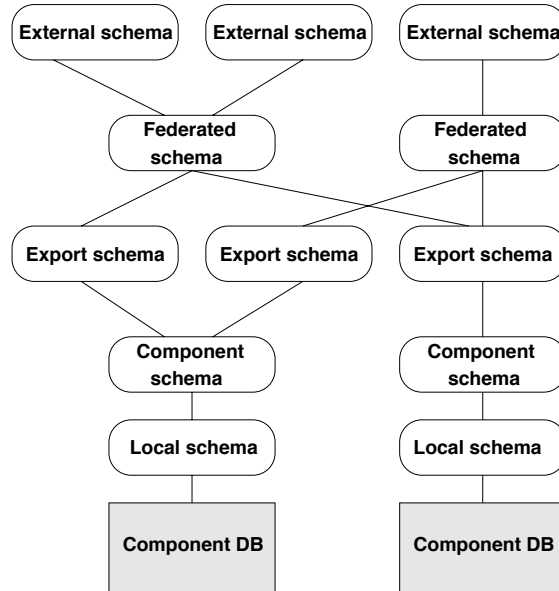 External schema
External schema
External schema
Federated
schema
Federated
schema
Export schema
Export schema
Export schema
Component
schema
Component
schema
Local schema
Local schema
Component DB
Component DB